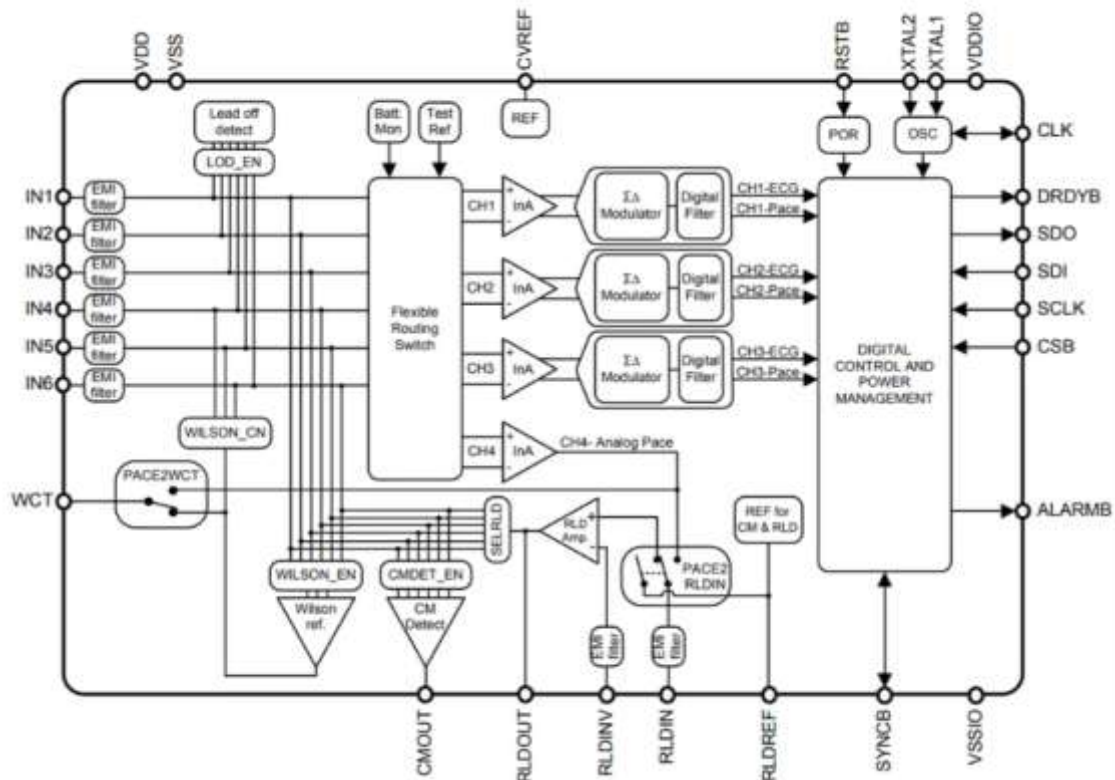 VDD
VSS
CVREF
RSTB
XTAL2
XTAL1
VDDIO
Lead off
detect
LOD_EN
Batt.
Mon
Test
Ref
REF
POR
OSC
CLK
IN1
EMI
filter
IN2
EMI
filter
IN3
EMI
filter
IN4
EMI
filter
IN5
EMI
filter
IN6
EMI
filter
Flexible
Routing
Switch
CH1
+
-
InA
ΣΔ
Modulator
Digital
Filter
CH1-ECG
CH1-Pace
CH2
+
-
InA
ΣΔ
Modulator
Digital
Filter
CH2-ECG
CH2-Pace
CH3
+
-
InA
ΣΔ
Modulator
Digital
Filter
CH3-ECG
CH3-Pace
CH4
+
-
InA
CH4- Analog Pace
DIGITAL
CONTROL AND
POWER
MANAGEMENT
DRDYB
SDO
SDI
SCLK
CSB
ALARMB
WILSON_CN
PACE2WCT
WCT
SELRLD
RLD
Amp.
+
-
REF for
CM & RLD
PACE2
RLDIN
WILSON_EN
CMDET_EN
Wilson
ref.
CM
Detect
EMI
filter
EMI
filter
CMOUT
RLDOUT
RLDINV
RLDIN
RLDREF
SYNCB
VSSIO